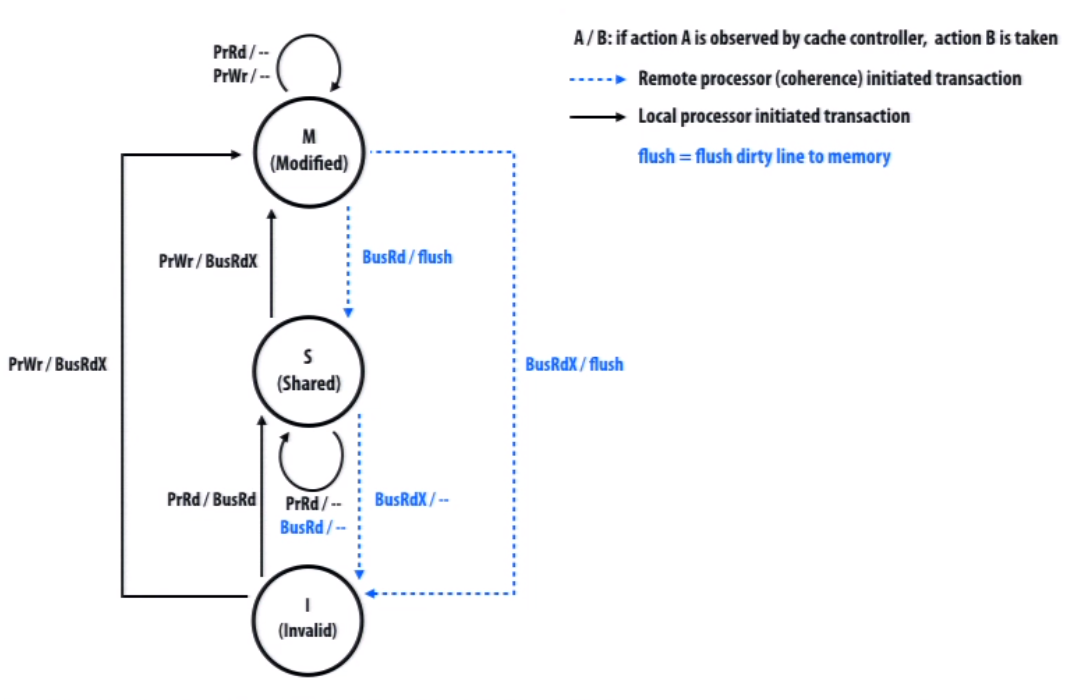 A / B: if action A is observed by cache controller, action B is taken
Remote processor (coherence) initiated transaction
Local processor initiated transaction
flush = flush dirty line to memory
PrRd / --
PrWr / --
M
(Modified)
PrWr / BusRdX
BusRd / flush
S
(Shared)
PrWr / BusRdX
BusRdX / flush
PrRd / BusRd
PrRd / --
BusRd / --
BusRdX / --
I
(Invalid)